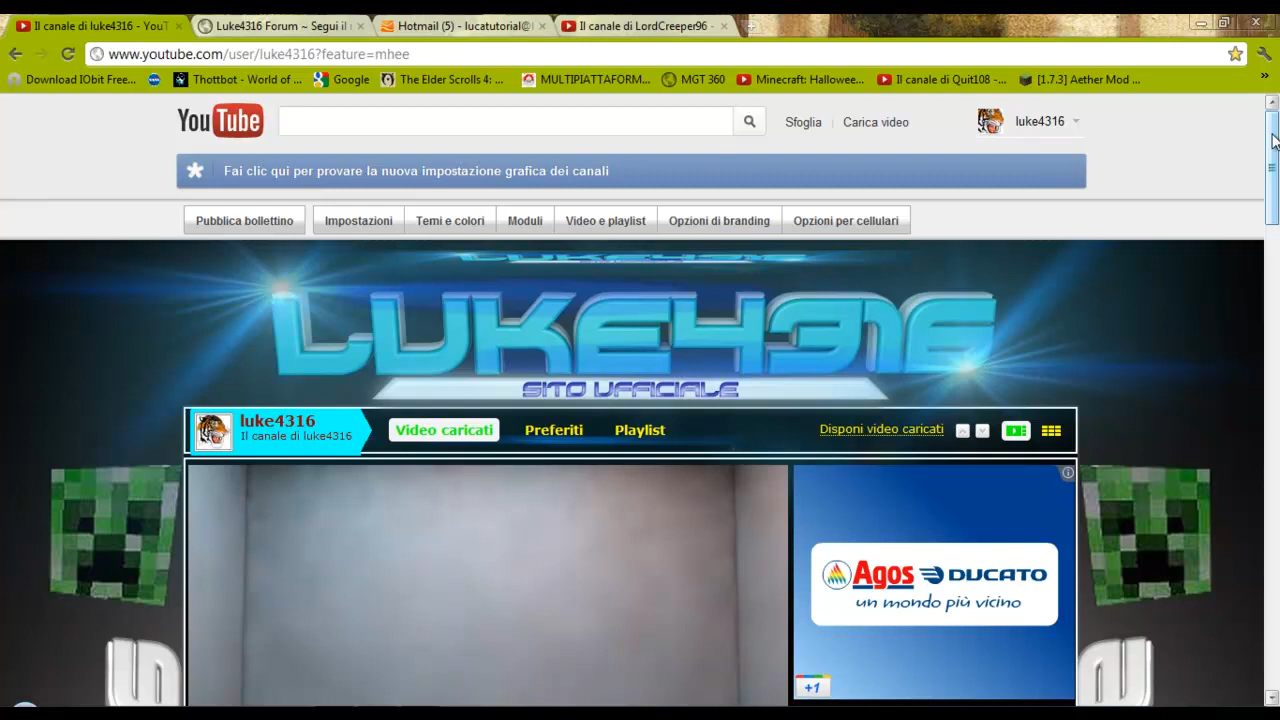 Il canale di luke4316 - YouT
Luke4316 Forum ~ Segui il
Hotmail (5) - lucatutorial@
Il canale di LordCreeper96 -
www.youtube.com/user/luke4316?feature=mhee
Download IObit Free...
Thottbot - World of ...
Google
The Elder Scrolls 4: ...
MULTIPIATTAFORM...
MGT 360
Minecraft: Hallowee...
Il canale di Quit108 - ...
[1.7.3] Aether Mod ...
»
YouTube
Sfoglia
Carica video
luke4316
Fai clic qui per provare la nuova impostazione grafica dei canali
Pubblica bollettino
Impostazioni
Temi e colori
Moduli
Video e playlist
Opzioni di branding
Opzioni per cellulari
LUKE4316
SITO UFFICIALE
luke4316
Il canale di luke4316
Video caricati
Preferiti
Playlist
Disponi video caricati
Agos DUCATO
un mondo più vicino
+1